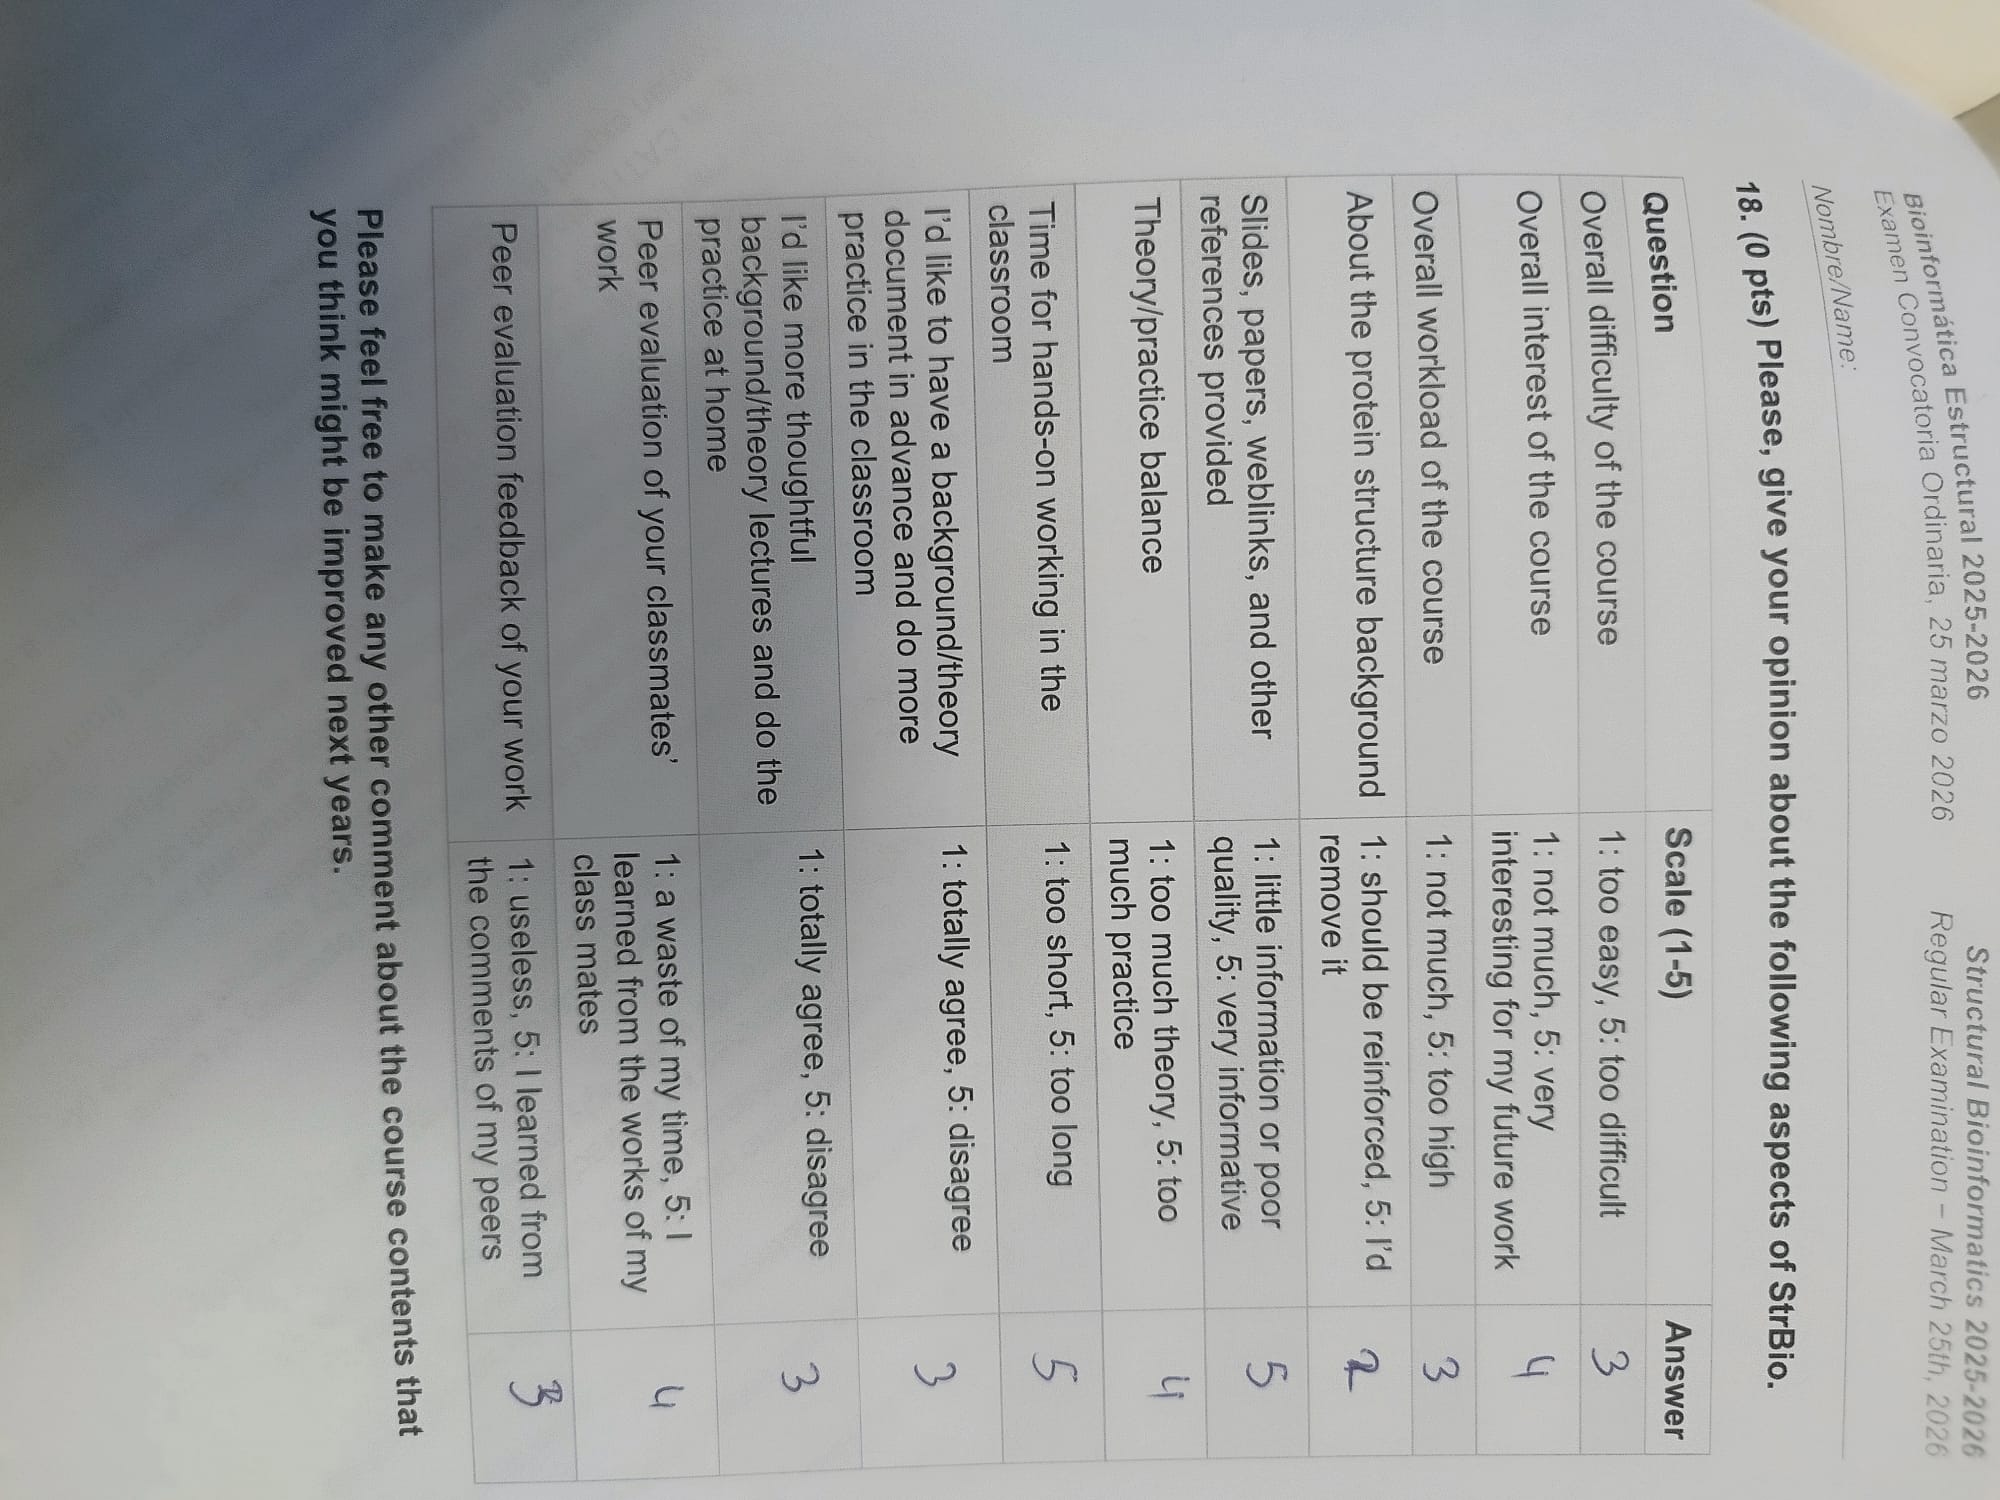 Bioinformática Estructural 2025-2026 Structural Bioinformatics 2025-2026
Examen Convocatoria Ordinaria, 25 marzo 2026 Regular Examination – March 25th, 2026
Nombre/Name:
18. (0 pts) Please, give your opinion about the following aspects of StrBio.
Question Scale (1-5) Answer
Overall difficulty of the course 1: too easy, 5: too difficult 3
Overall interest of the course 1: not much, 5: very
interesting for my future work 4
Overall workload of the course 1: not much, 5: too high 3
About the protein structure background 1: should be reinforced, 5: I'd
remove it 2
Slides, papers, weblinks, and other
references provided
1: little information or poor
quality, 5: very informative
5
Theory/practice balance 1: too much theory, 5: too
much practice 4
Time for hands-on working in the
classroom
1: too short, 5: too long 5
I'd like to have a background/theory
document in advance and do more
practice in the classroom
1: totally agree, 5: disagree 3
I'd like more thoughtful
background/theory lectures and do the
practice at home
1: totally agree, 5: disagree 3
Peer evaluation of your classmates'
work
1: a waste of my time, 5: I
learned from the works of my
class mates
4
Peer evaluation feedback of your work 1: useless, 5: I learned from
the comments of my peers 3
Please feel free to make any other comment about the course contents that
you think might be improved next years.